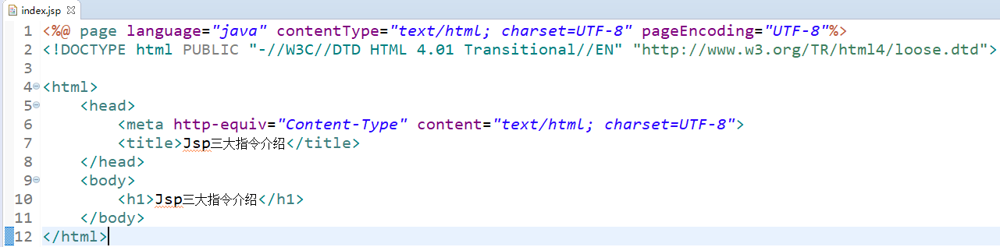 index.jsp
1 <%@ page language="java" contentType="text/html; charset=UTF-8" pageEncoding="UTF-8"%>
2 <!DOCTYPE html PUBLIC "-//W3C//DTD HTML 4.01 Transitional//EN" "http://www.w3.org/TR/html4/loose.dtd">
3
4 <html>
5     <head>
6         <meta http-equiv="Content-Type" content="text/html; charset=UTF-8">
7         <title>Jsp三大指令介绍</title>
8     </head>
9     <body>
10         <h1>Jsp三大指令介绍</h1>
11     </body>
12 </html>